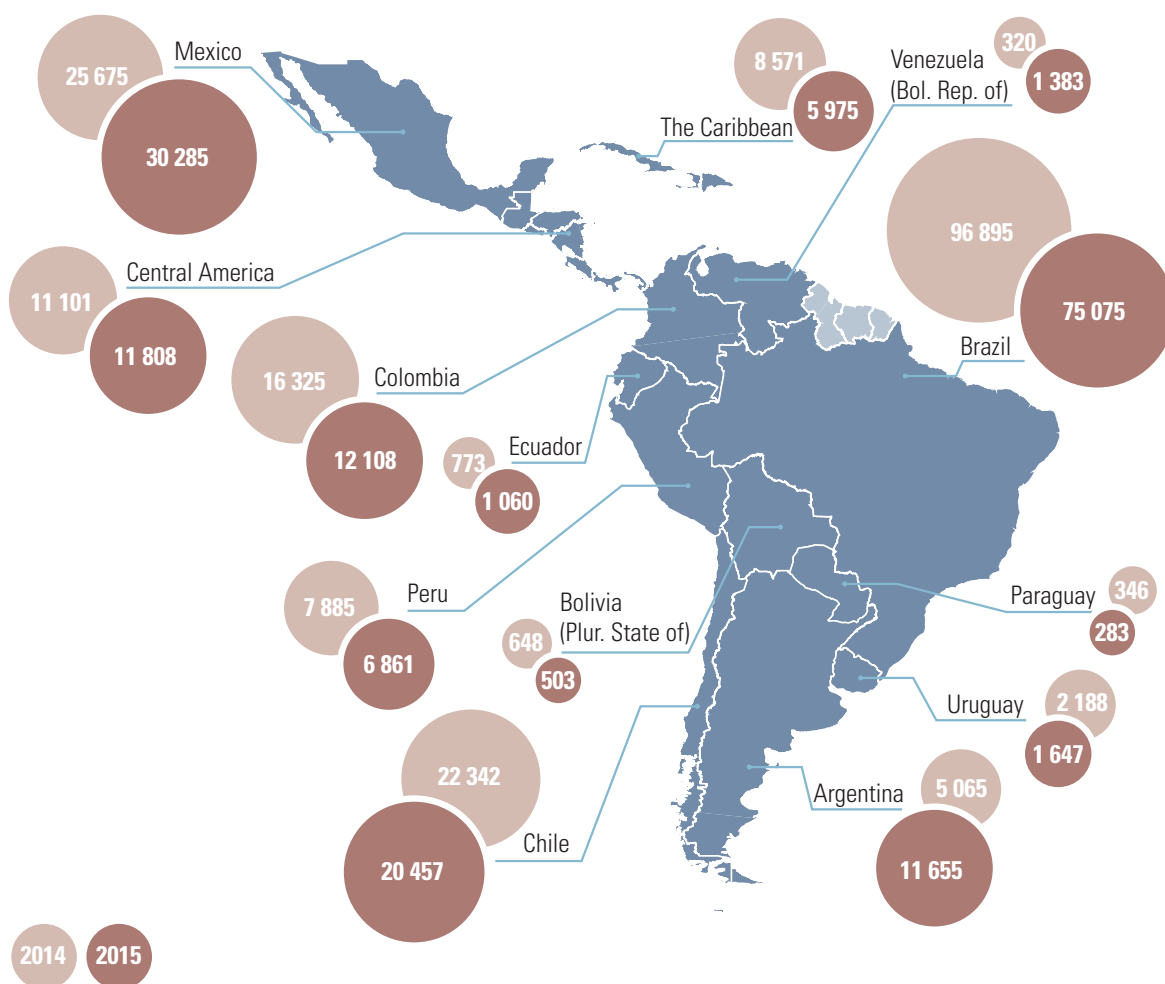 Mexico
25 675
30 285
The Caribbean
8 571
5 975
Venezuela
(Bol. Rep. of)
320
1 383
Central America
11 101
11 808
Colombia
16 325
12 108
Brazil
96 895
75 075
Ecuador
773
1 060
Peru
7 885
6 861
Bolivia
(Plur. State of)
648
503
Paraguay
346
283
Uruguay
2 188
1 647
Chile
22 342
20 457
Argentina
5 065
11 655
2014
2015